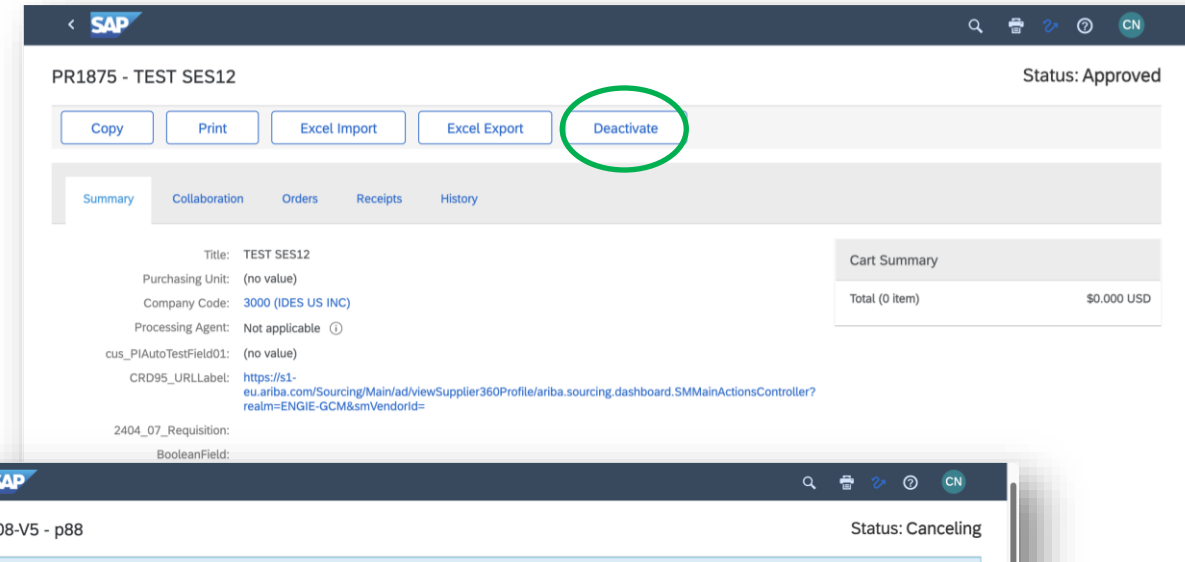 SAP
CN
PR1875 - TEST SES12
Status: Approved
Copy Print Excel Import Excel Export Deactivate
Summary Collaboration Orders Receipts History
Title: TEST SES12
Purchasing Unit: (no value)
Company Code: 3000 (IDES US INC)
Processing Agent: Not applicable
cus_PIAutoTestField01: (no value)
CRD95_URLLabel: https://s1-
eu.ariba.com/Sourcing/Main/ad/viewSupplier360Profile/ariba.sourcing.dashboard.SMMainActionsController?
realm=ENGIE-GCM&smVendorId=
2404_07_Requisition:
BooleanField:
Cart Summary
Total (0 item) $0.000 USD
SAP
CN
08-V5 - p88
Status: Canceling